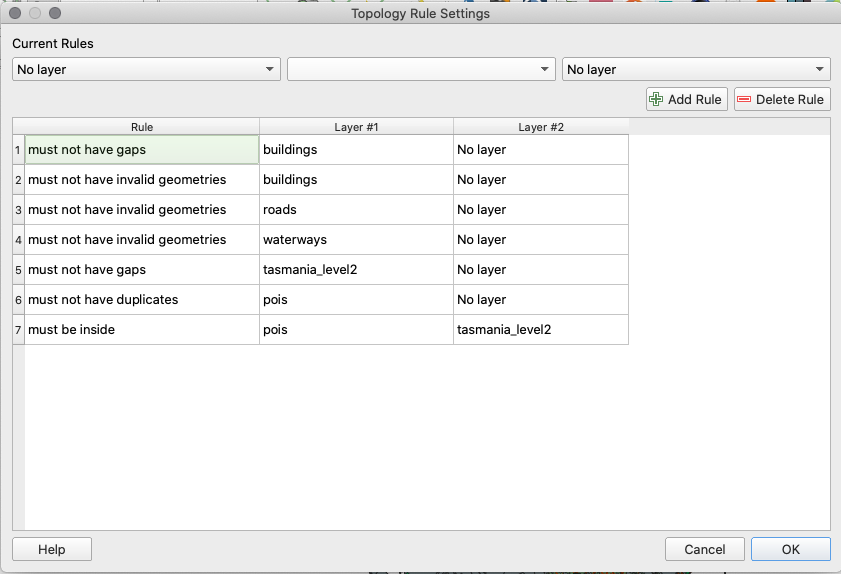 Topology Rule Settings
Current Rules
No layer No layer
Add Rule Delete Rule
Rule Layer #1 Layer #2
1 must not have gaps buildings No layer
2 must not have invalid geometries buildings No layer
3 must not have invalid geometries roads No layer
4 must not have invalid geometries waterways No layer
5 must not have gaps tasmania_level2 No layer
6 must not have duplicates pois No layer
7 must be inside pois tasmania_level2
Help Cancel OK